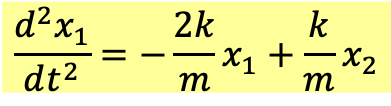 d²x₁/dt² = − 2k/m x₁ + k/m x₂